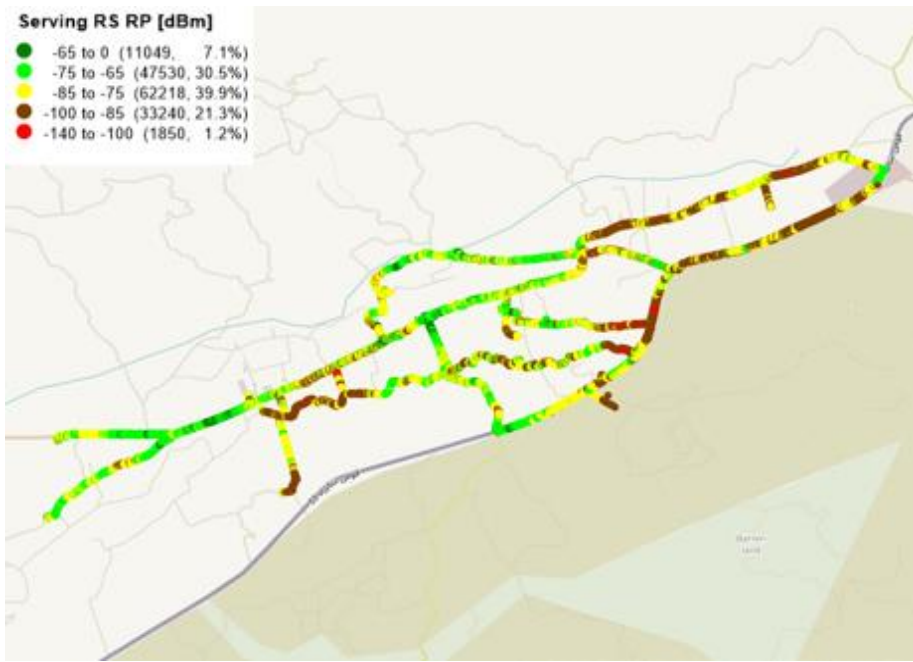 Serving RS RP [dBm]
-65 to 0 (11049, 7.1%)
-75 to -65 (47530, 30.5%)
-85 to -75 (62218, 39.9%)
-100 to -85 (33240, 21.3%)
-140 to -100 (1850, 1.2%)